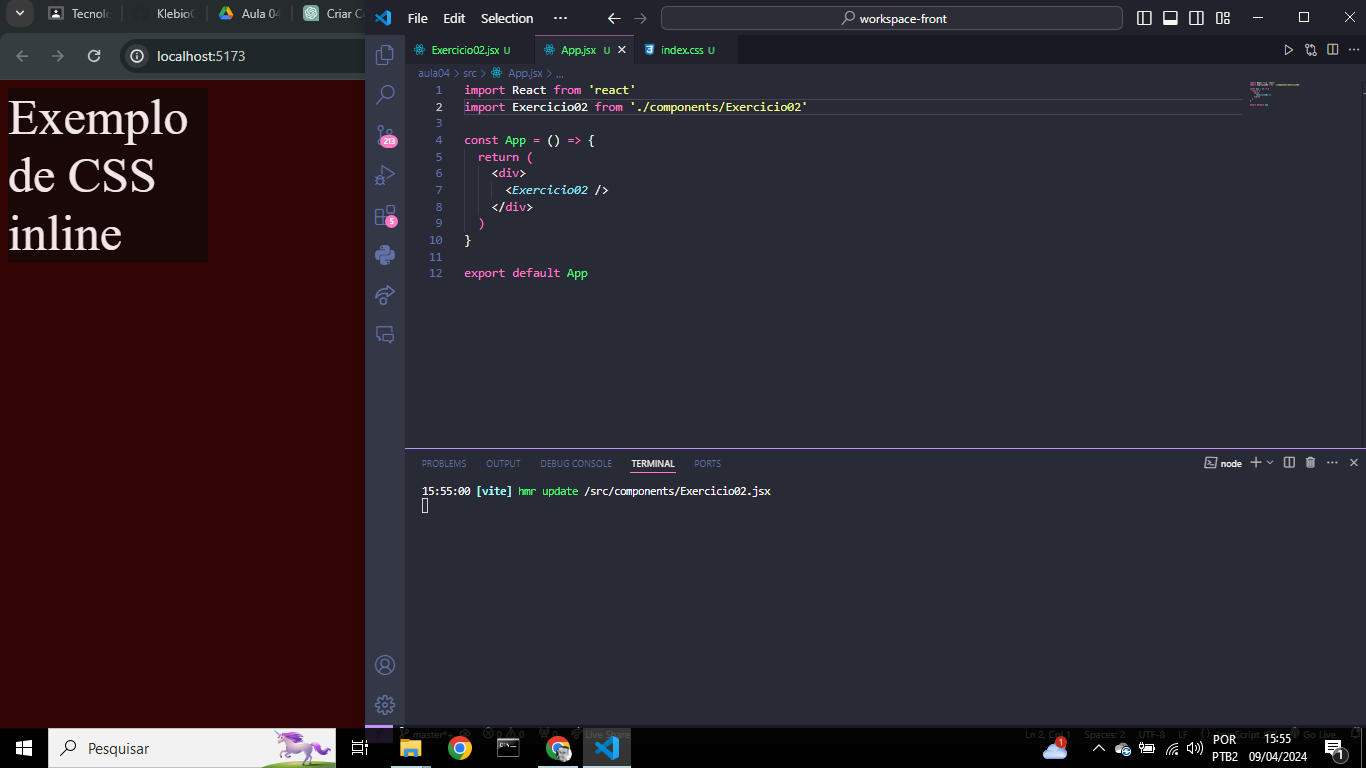 Tecnol
Klebio
Aula 04
Criar C
localhost:5173
Exemplo
de CSS
inline
File Edit Selection ···
workspace-front
Exercicio02.jsx U
App.jsx U
index.css U
aula04 > src > App.jsx > ...
1 import React from 'react'
2 import Exercicio02 from './components/Exercicio02'
3
4 const App = () => {
5 return (
6 <div>
7 <Exercicio02 />
8 </div>
9 )
10 }
11
12 export default App
213
5
PROBLEMS OUTPUT DEBUG CONSOLE TERMINAL PORTS
node
15:55:00 [vite] hmr update /src/components/Exercicio02.jsx
master*
0 0
0
Live Share
Ln 2, Col 1 Spaces: 2 UTF-8 LF
Go Live
Pesquisar
1
POR
PTB2
15:55
09/04/2024
1